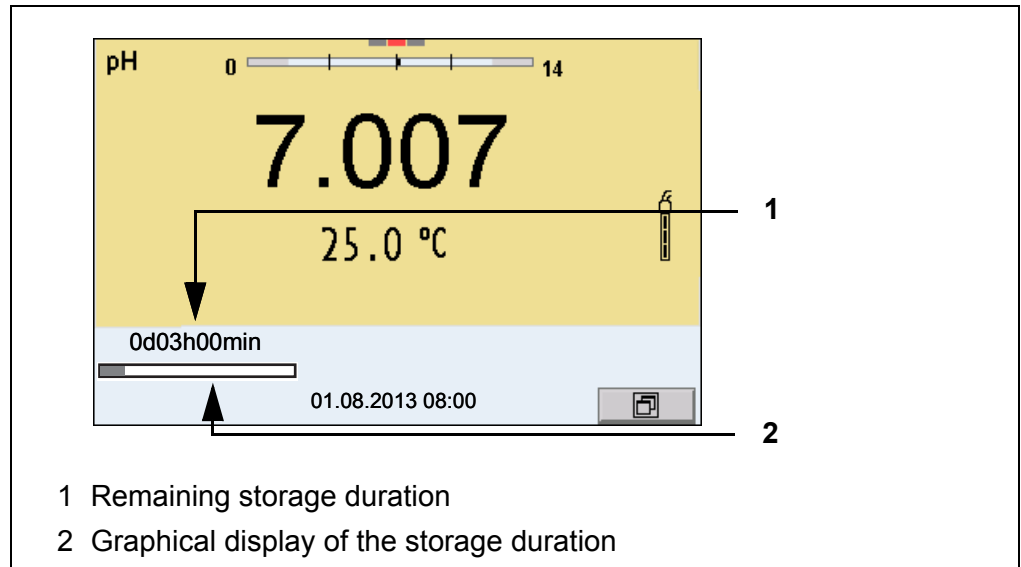 pH 0 14
7.007
1
25.0 °C
0d03h00min
01.08.2013 08:00
2
1 Remaining storage duration
2 Graphical display of the storage duration